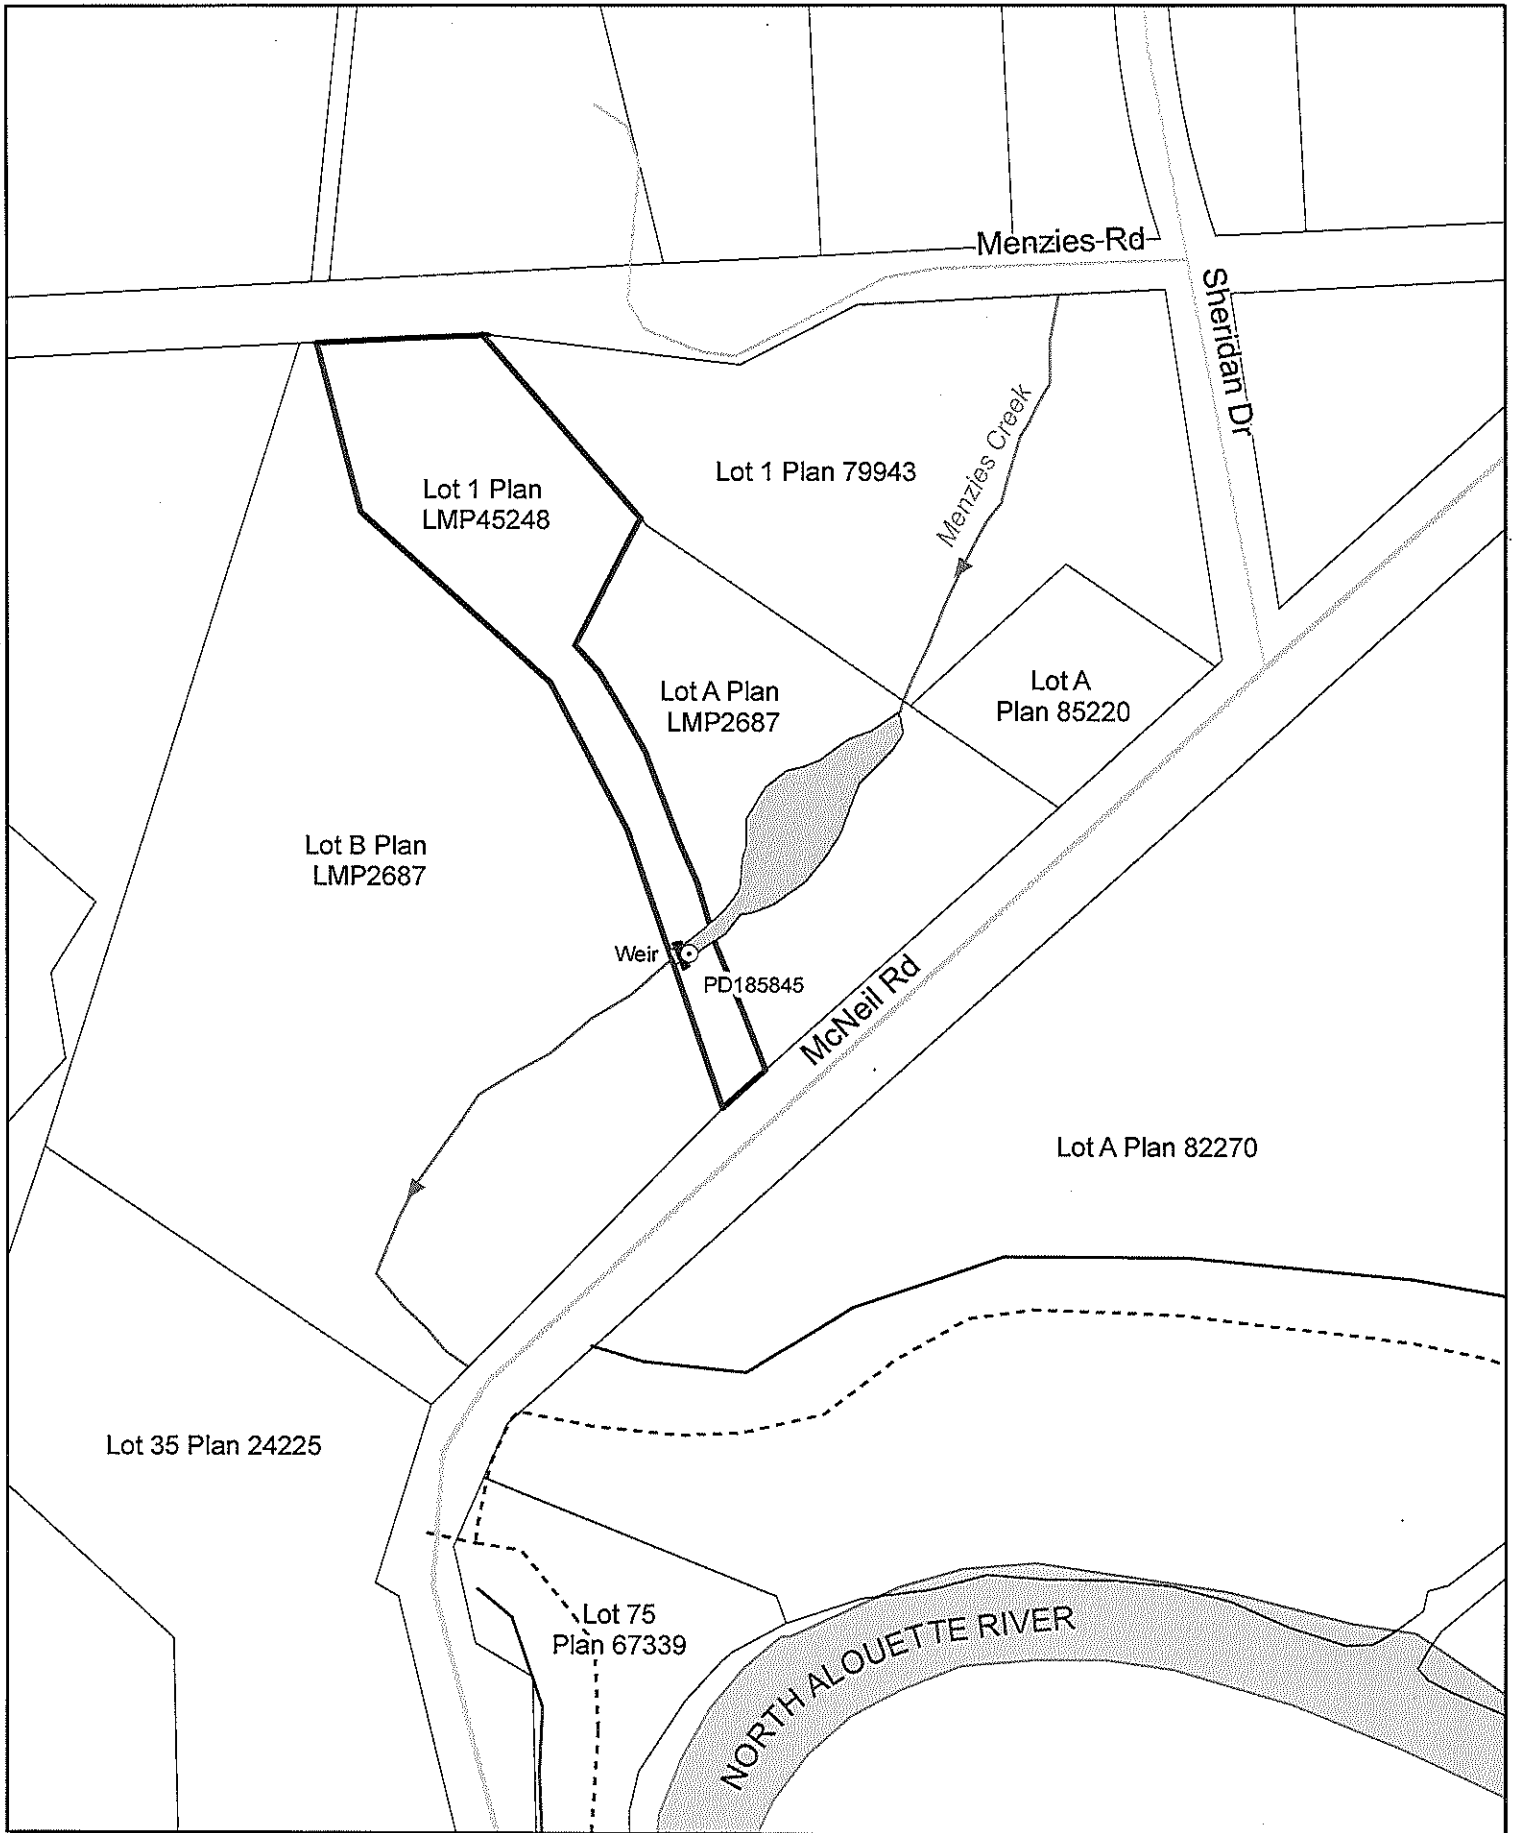 Menzies Rd
Sheridan Dr
Menzies Creek
Lot 1 Plan 79943
Lot 1 Plan
LMP45248
Lot A Plan
LMP2687
Lot A
Plan 85220
Lot B Plan
LMP2687
Weir
PD185845
McNeil Rd
Lot A Plan 82270
Lot 35 Plan 24225
Lot 75
Plan 67339
NORTH ALOUETTE RIVER